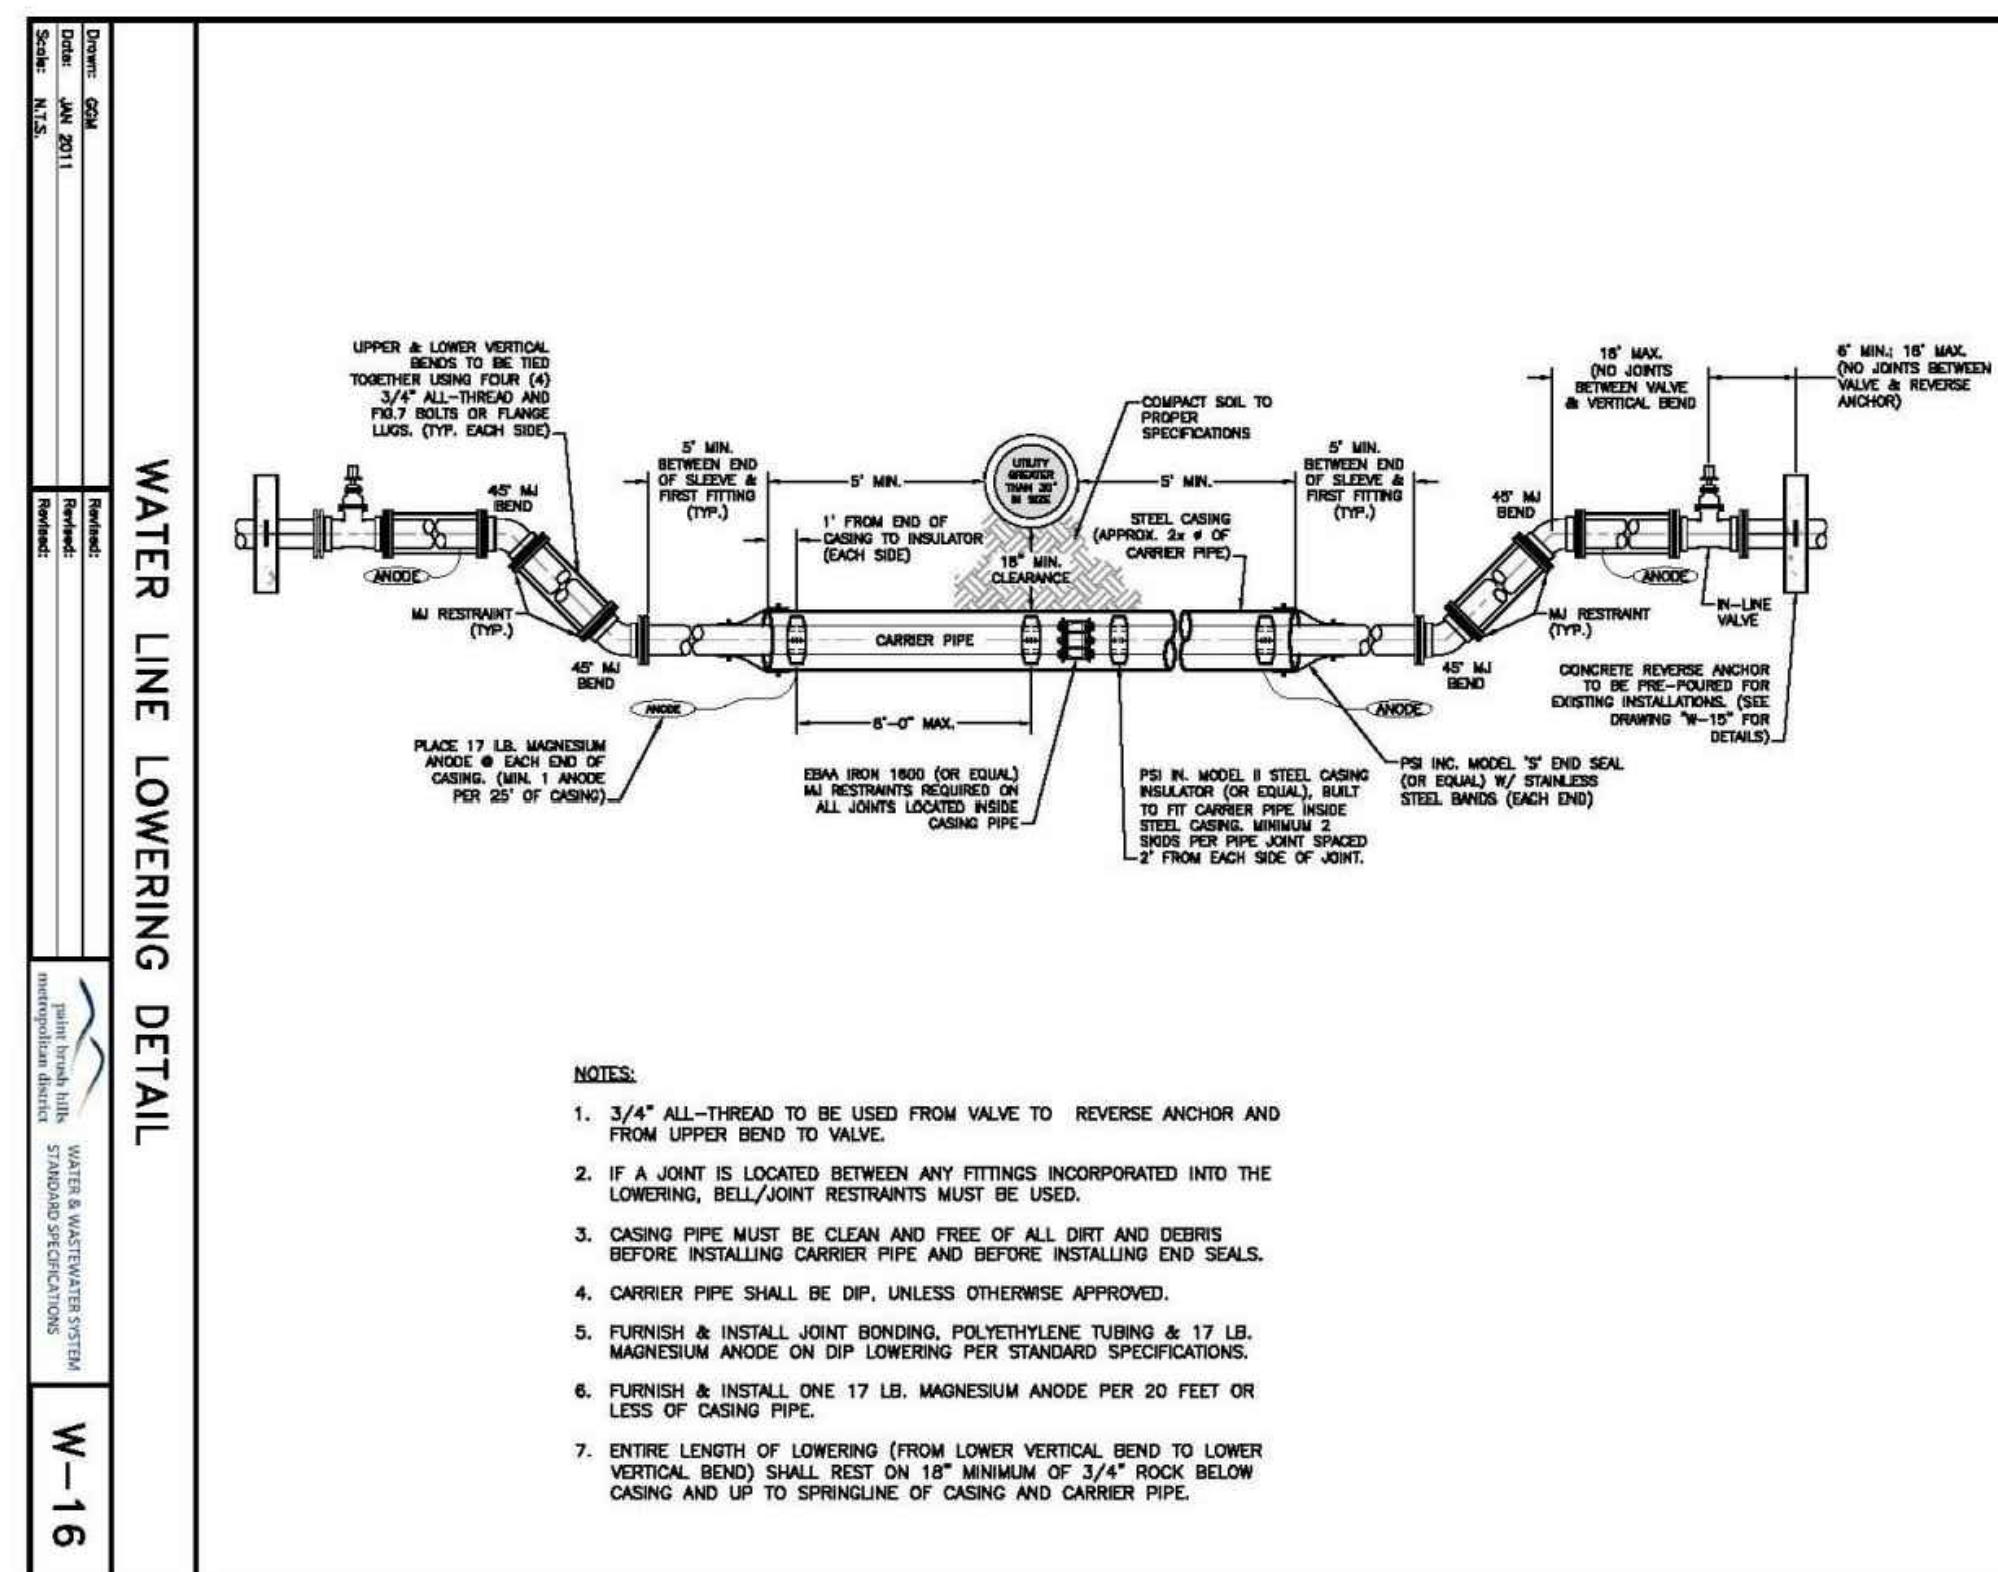 UPPER & LOWER VERTICAL
BENDS TO BE TIED
TOGETHER USING FOUR (4)
3/4" ALL-THREAD AND
FIG.7 BOLTS OR FLANGE
LUGS. (TYP. EACH SIDE)
45° MJ
BEND
ANODE
MJ RESTRAINT
(TYP.)
45° MJ
BEND
5' MIN.
BETWEEN END
OF SLEEVE &
FIRST FITTING
(TYP.)
5' MIN.
1' FROM END OF
CASING TO INSULATOR
(EACH SIDE)
UTILITY
GREATER
THAN 30"
IN SIZE
18" MIN.
CLEARANCE
COMPACT SOIL TO
PROPER
SPECIFICATIONS
5' MIN.
STEEL CASING
(APPROX. 2x ø OF
CARRIER PIPE)
5' MIN.
BETWEEN END
OF SLEEVE &
FIRST FITTING
(TYP.)
CARRIER PIPE
ANODE
6'-0" MAX.
ANODE
PLACE 17 LB. MAGNESIUM
ANODE @ EACH END OF
CASING. (MIN. 1 ANODE
PER 25' OF CASING)
EBAA IRON 1600 (OR EQUAL)
MJ RESTRAINTS REQUIRED ON
ALL JOINTS LOCATED INSIDE
CASING PIPE
PSI IN. MODEL II STEEL CASING
INSULATOR (OR EQUAL), BUILT
TO FIT CARRIER PIPE INSIDE
STEEL CASING. MINIMUM 2
SKIDS PER PIPE JOINT SPACED
2' FROM EACH SIDE OF JOINT.
PSI INC. MODEL 'S' END SEAL
(OR EQUAL) W/ STAINLESS
STEEL BANDS (EACH END)
18' MAX.
(NO JOINTS
BETWEEN VALVE
& VERTICAL BEND
6' MIN.; 18' MAX.
(NO JOINTS BETWEEN
VALVE & REVERSE
ANCHOR)
45° MJ
BEND
ANODE
MJ RESTRAINT
(TYP.)
45° MJ
BEND
IN-LINE
VALVE
CONCRETE REVERSE ANCHOR
TO BE PRE-POURED FOR
EXISTING INSTALLATIONS. (SEE
DRAWING "W-15" FOR
DETAILS)
NOTES:
1. 3/4" ALL-THREAD TO BE USED FROM VALVE TO REVERSE ANCHOR AND
FROM UPPER BEND TO VALVE.
2. IF A JOINT IS LOCATED BETWEEN ANY FITTINGS INCORPORATED INTO THE
LOWERING, BELL/JOINT RESTRAINTS MUST BE USED.
3. CASING PIPE MUST BE CLEAN AND FREE OF ALL DIRT AND DEBRIS
BEFORE INSTALLING CARRIER PIPE AND BEFORE INSTALLING END SEALS.
4. CARRIER PIPE SHALL BE DIP, UNLESS OTHERWISE APPROVED.
5. FURNISH & INSTALL JOINT BONDING, POLYETHYLENE TUBING & 17 LB.
MAGNESIUM ANODE ON DIP LOWERING PER STANDARD SPECIFICATIONS.
6. FURNISH & INSTALL ONE 17 LB. MAGNESIUM ANODE PER 20 FEET OR
LESS OF CASING PIPE.
7. ENTIRE LENGTH OF LOWERING (FROM LOWER VERTICAL BEND TO LOWER
VERTICAL BEND) SHALL REST ON 18" MINIMUM OF 3/4" ROCK BELOW
CASING AND UP TO SPRINGLINE OF CASING AND CARRIER PIPE.
WATER LINE LOWERING DETAIL
Drawn: GGM
Date: JAN 2011
Scale: N.T.S.
Revised:
Revised:
Revised:
paint brush hills
metropolitan district
WATER & WASTEWATER SYSTEM
STANDARD SPECIFICATIONS
W-16